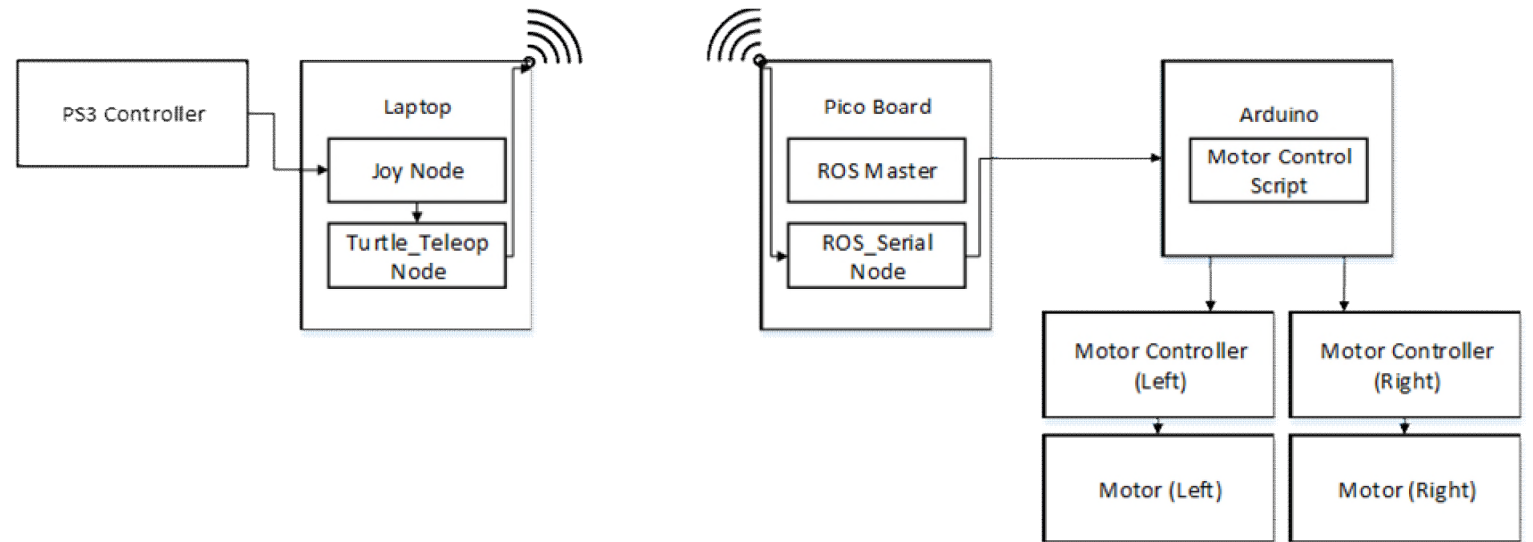 PS3 Controller
Laptop
Joy Node
Turtle_Teleop
Node
Pico Board
ROS Master
ROS_Serial
Node
Arduino
Motor Control
Script
Motor Controller
(Left)
Motor Controller
(Right)
Motor (Left)
Motor (Right)